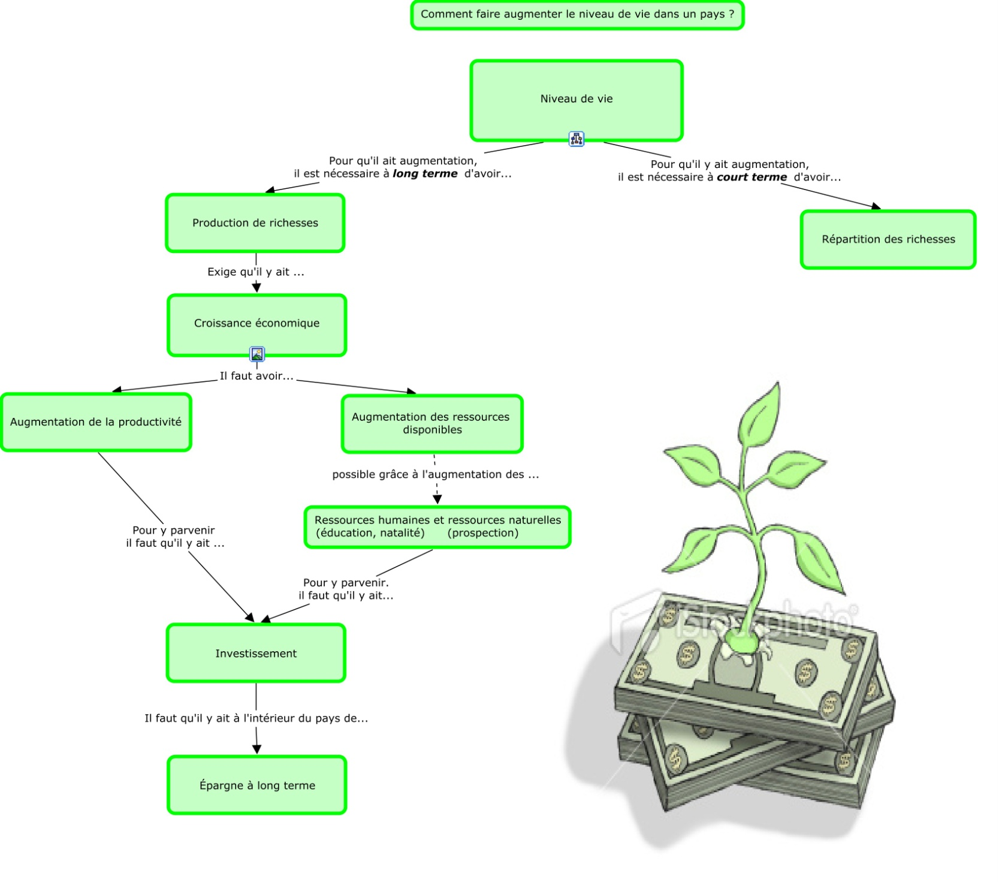 Comment faire augmenter le niveau de vie dans un pays ?
Niveau de vie
Pour qu'il ait augmentation,
il est nécessaire à long terme d'avoir...
Pour qu'il y ait augmentation,
il est nécessaire à court terme d'avoir...
Production de richesses
Répartition des richesses
Exige qu'il y ait ...
Croissance économique
Il faut avoir...
Augmentation de la productivité
Augmentation des ressources
disponibles
possible grâce à l'augmentation des ...
Ressources humaines et ressources naturelles
(éducation, natalité) (prospection)
Pour y parvenir
il faut qu'il y ait ...
Pour y parvenir.
il faut qu'il y ait...
Investissement
Il faut qu'il y ait à l'intérieur du pays de...
Épargne à long terme
iStockphoto®